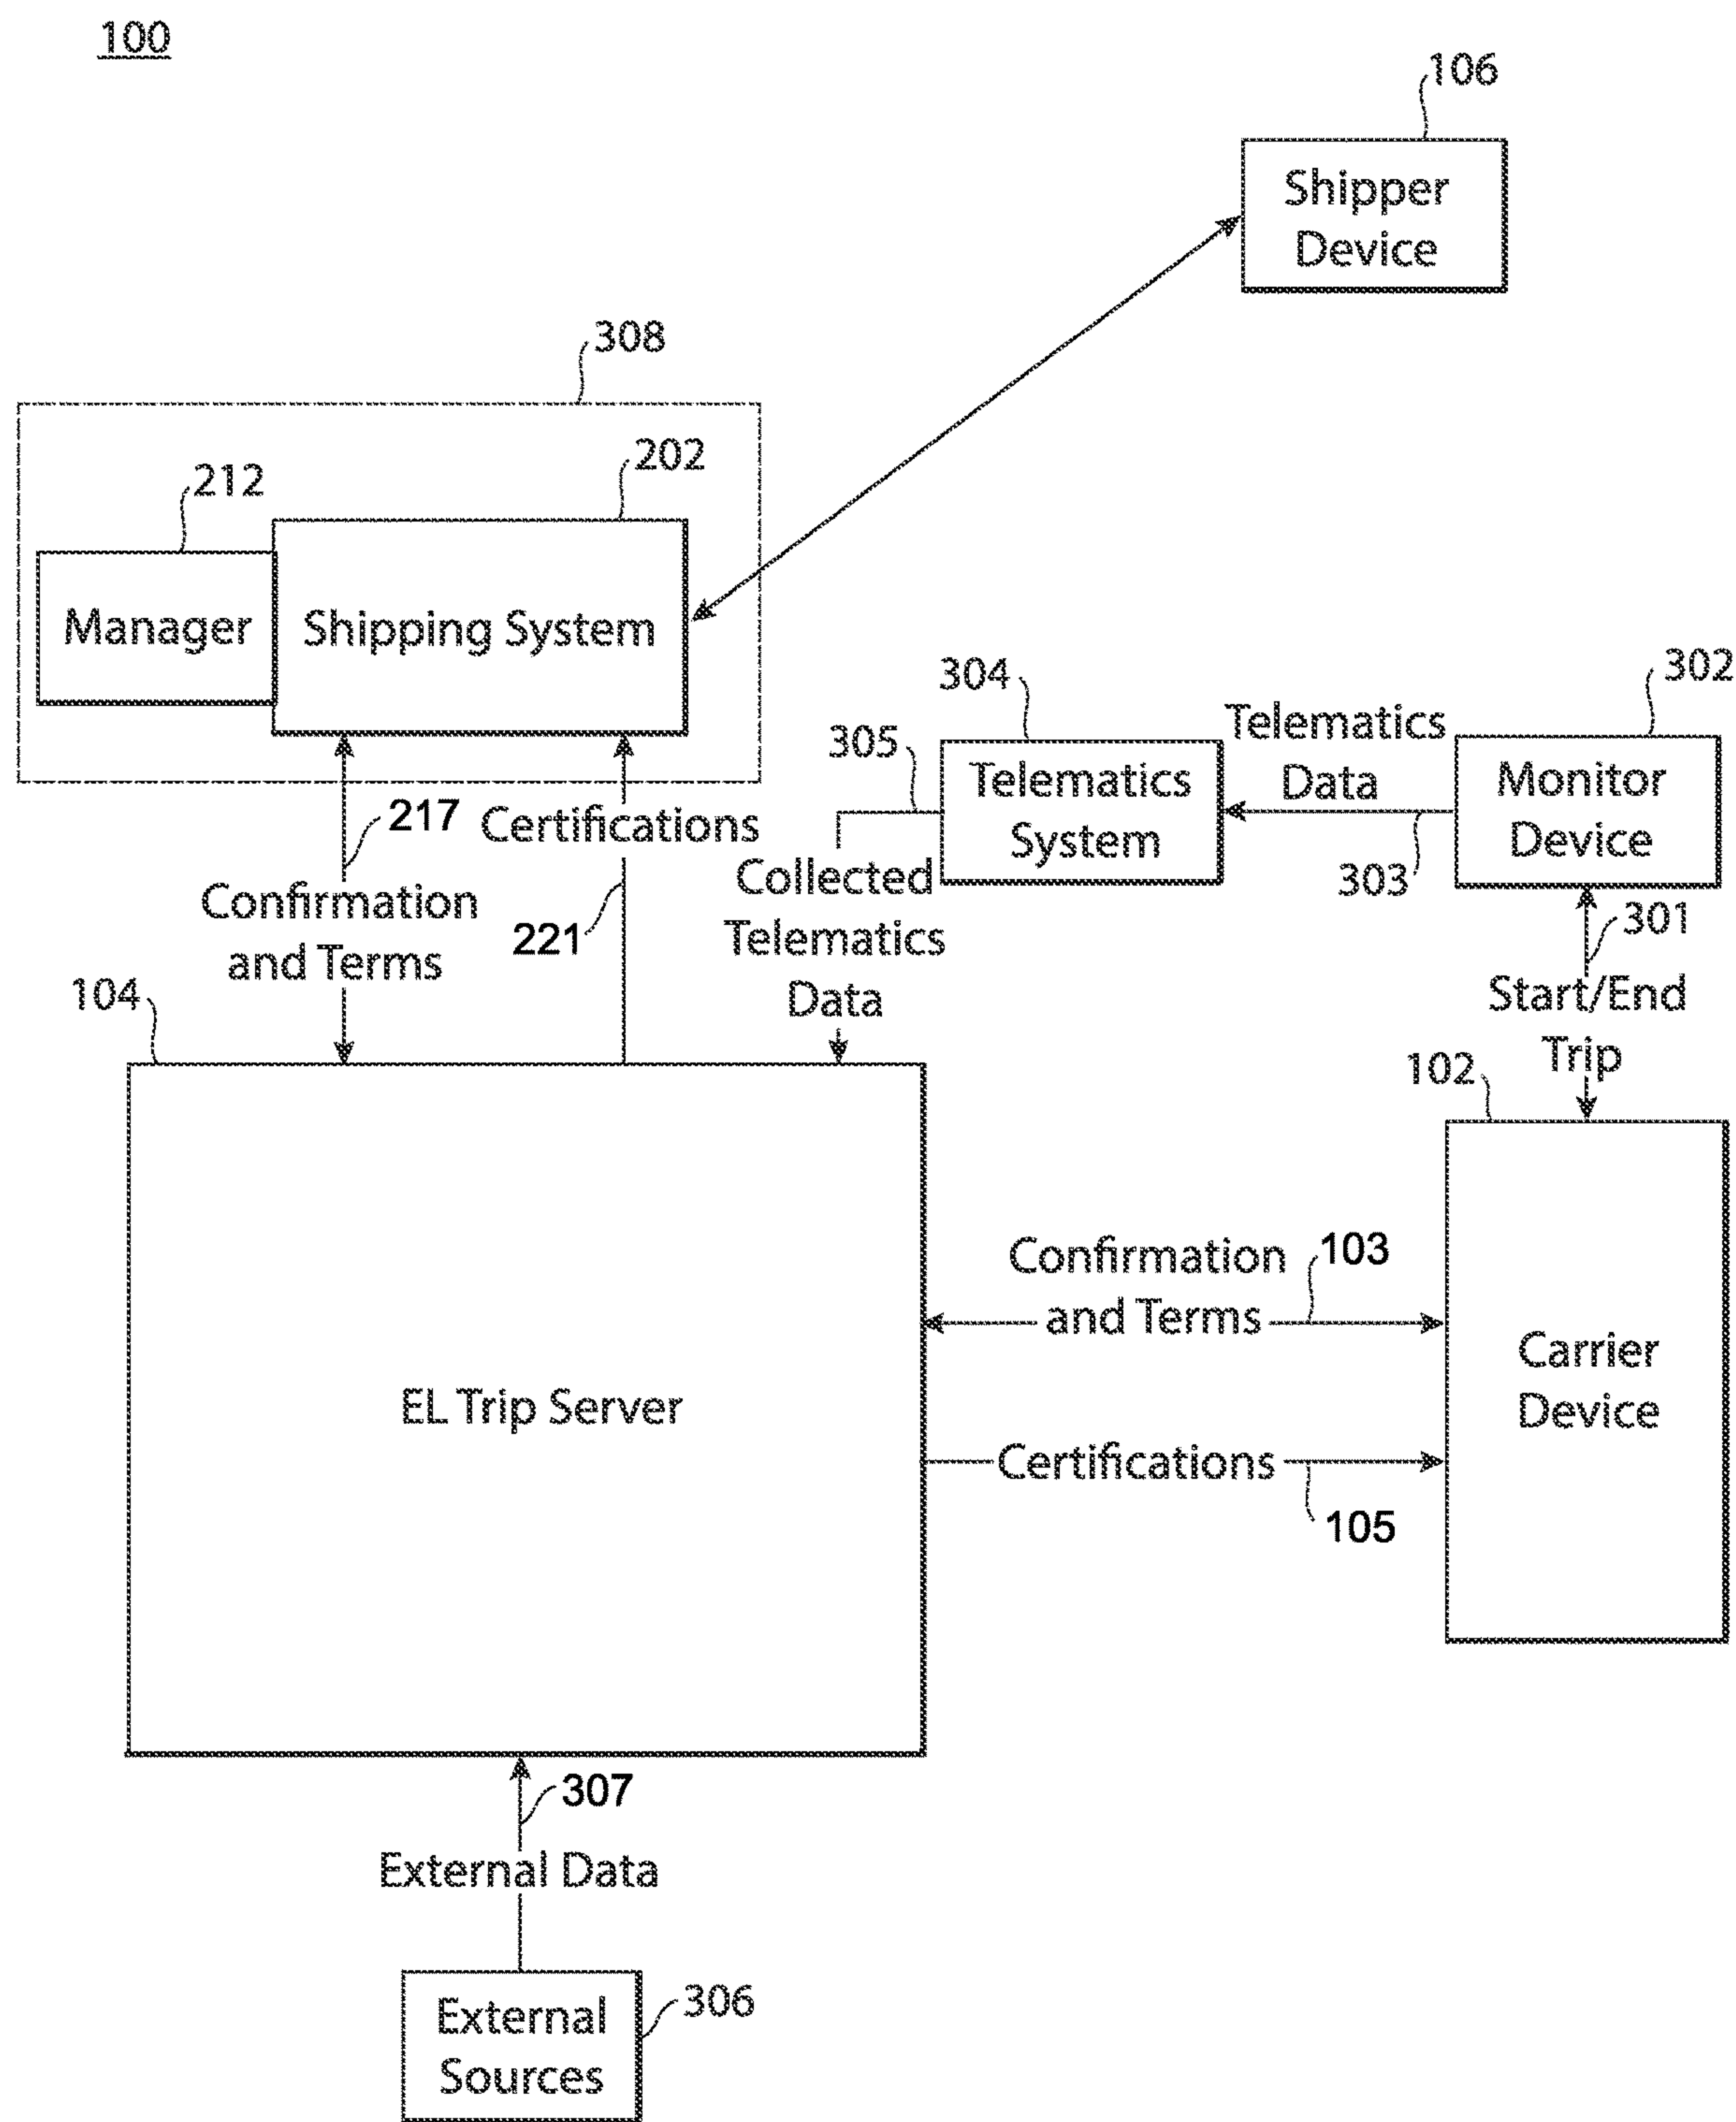 100
106
Shipper
Device
308
202
212
Manager
Shipping System
304
302
305
Telematics
Data
Telematics
System
Monitor
Device
217
Certifications
303
Collected
Telematics
Data
Confirmation
and Terms
221
301
Start/End
Trip
104
102
Confirmation
and Terms
103
EL Trip Server
Carrier
Device
Certifications
105
307
External Data
External
Sources
306